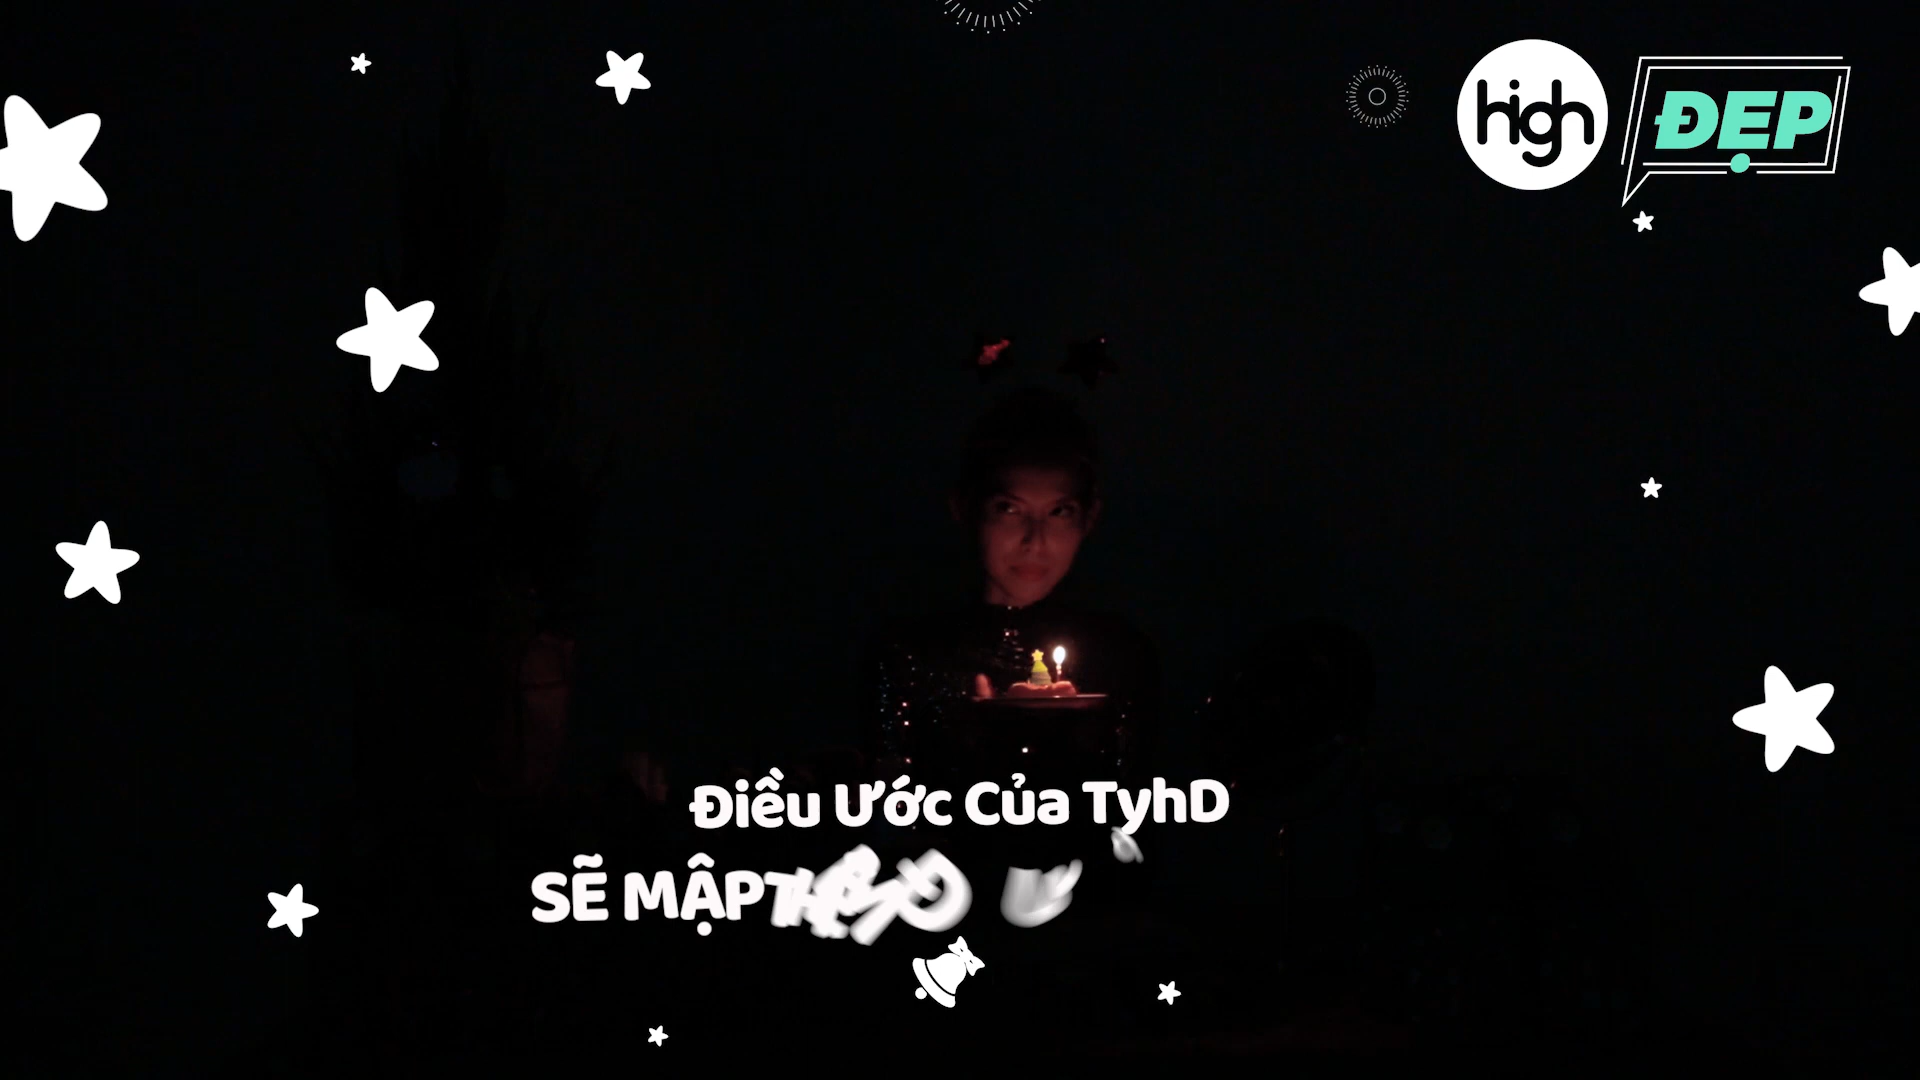 high
ĐẸP
Điều Ước Của TyhD
SẼ MẬP